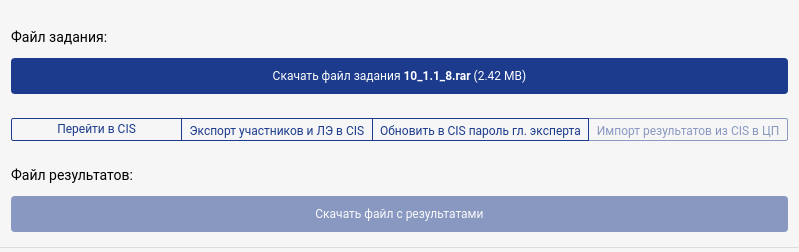 Файл задания:
Скачать файл задания 10_1.1_8.rar (2.42 MB)
Перейти в CIS
Экспорт участников и ЛЭ в CIS
Обновить в CIS пароль гл. эксперта
Импорт результатов из CIS в ЦП
Файл результатов:
Скачать файл с результатами